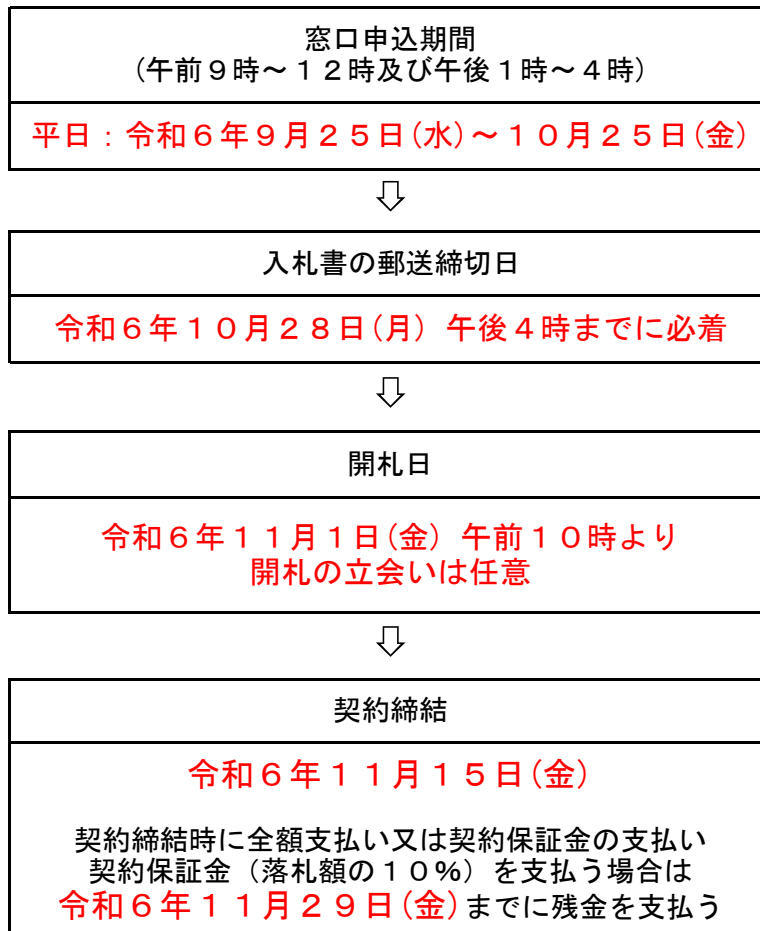 窓口申込期間
(午前９時～１２時及び午後１時～４時)
平日：令和６年９月２５日(水)～１０月２５日(金)
入札書の郵送締切日
令和６年１０月２８日(月) 午後４時までに必着
開札日
令和６年１１月１日(金) 午前１０時より
開札の立会いは任意
契約締結
令和６年１１月１５日(金)
契約締結時に全額支払い又は契約保証金の支払い
契約保証金（落札額の１０％）を支払う場合は
令和６年１１月２９日(金)までに残金を支払う